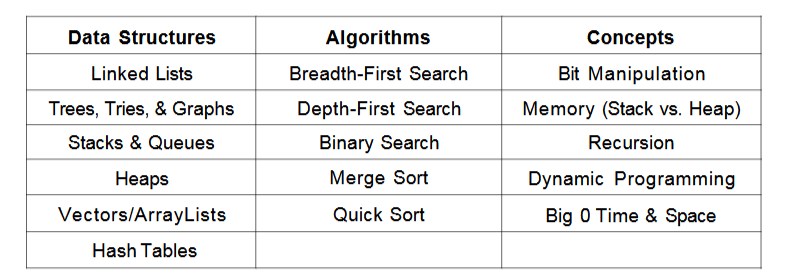 Data Structures Algorithms Concepts
Linked Lists Breadth-First Search Bit Manipulation
Trees, Tries, & Graphs Depth-First Search Memory (Stack vs. Heap)
Stacks & Queues Binary Search Recursion
Heaps Merge Sort Dynamic Programming
Vectors/ArrayLists Quick Sort Big 0 Time & Space
Hash Tables